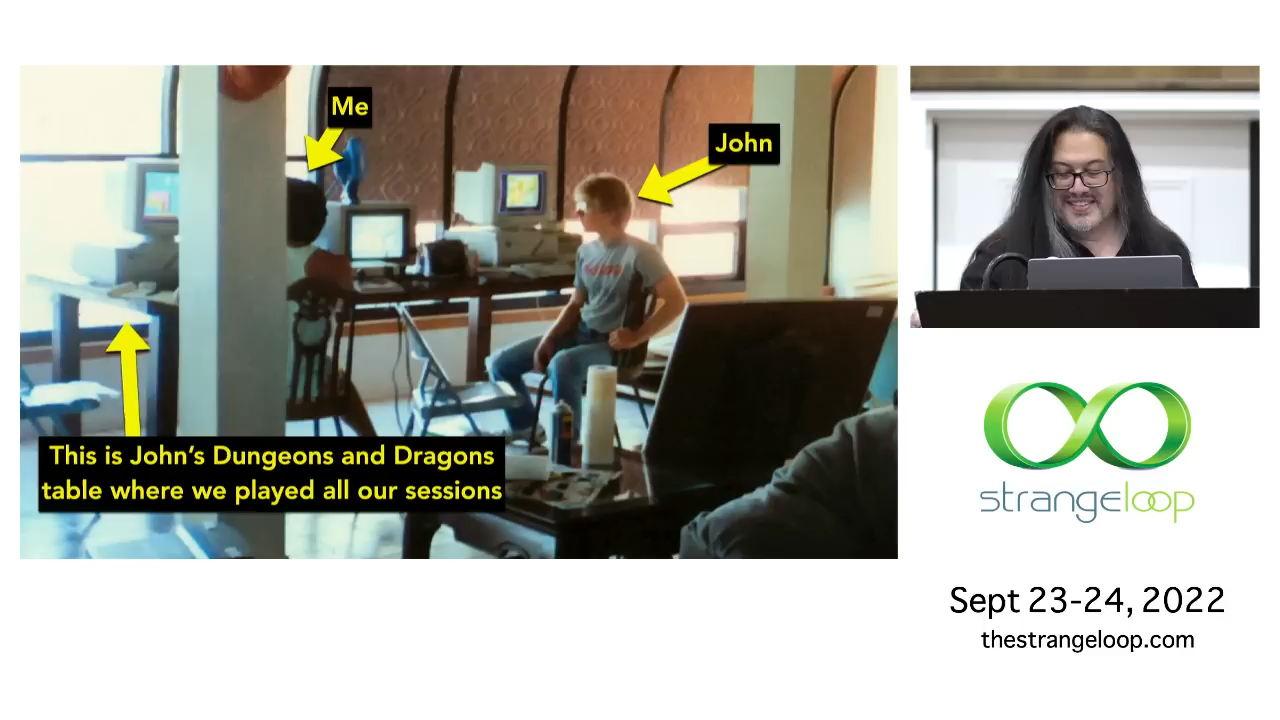 Me
John
This is John's Dungeons and Dragons
table where we played all our sessions
strangeloop
Sept 23-24, 2022
thestrangeloop.com